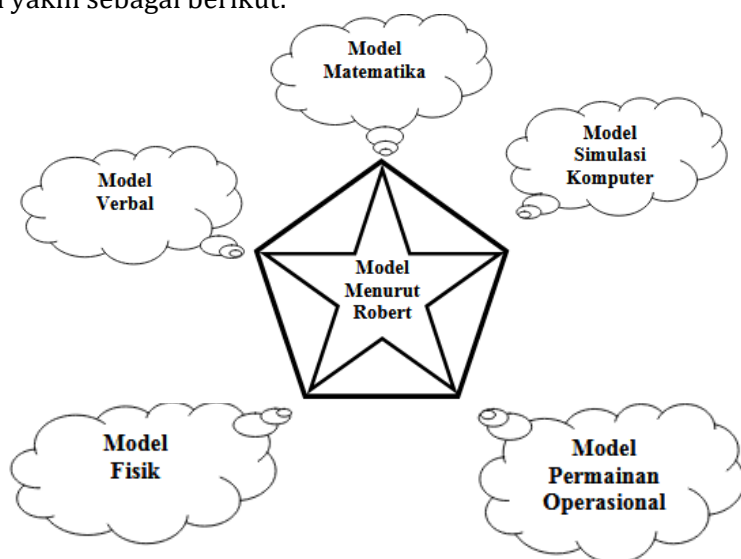 yakin sebagai berikut.
Model
Matematika
Model
Simulasi
Komputer
Model
Verbal
Model
Menurut
Robert
Model
Fisik
Model
Permainan
Operasional